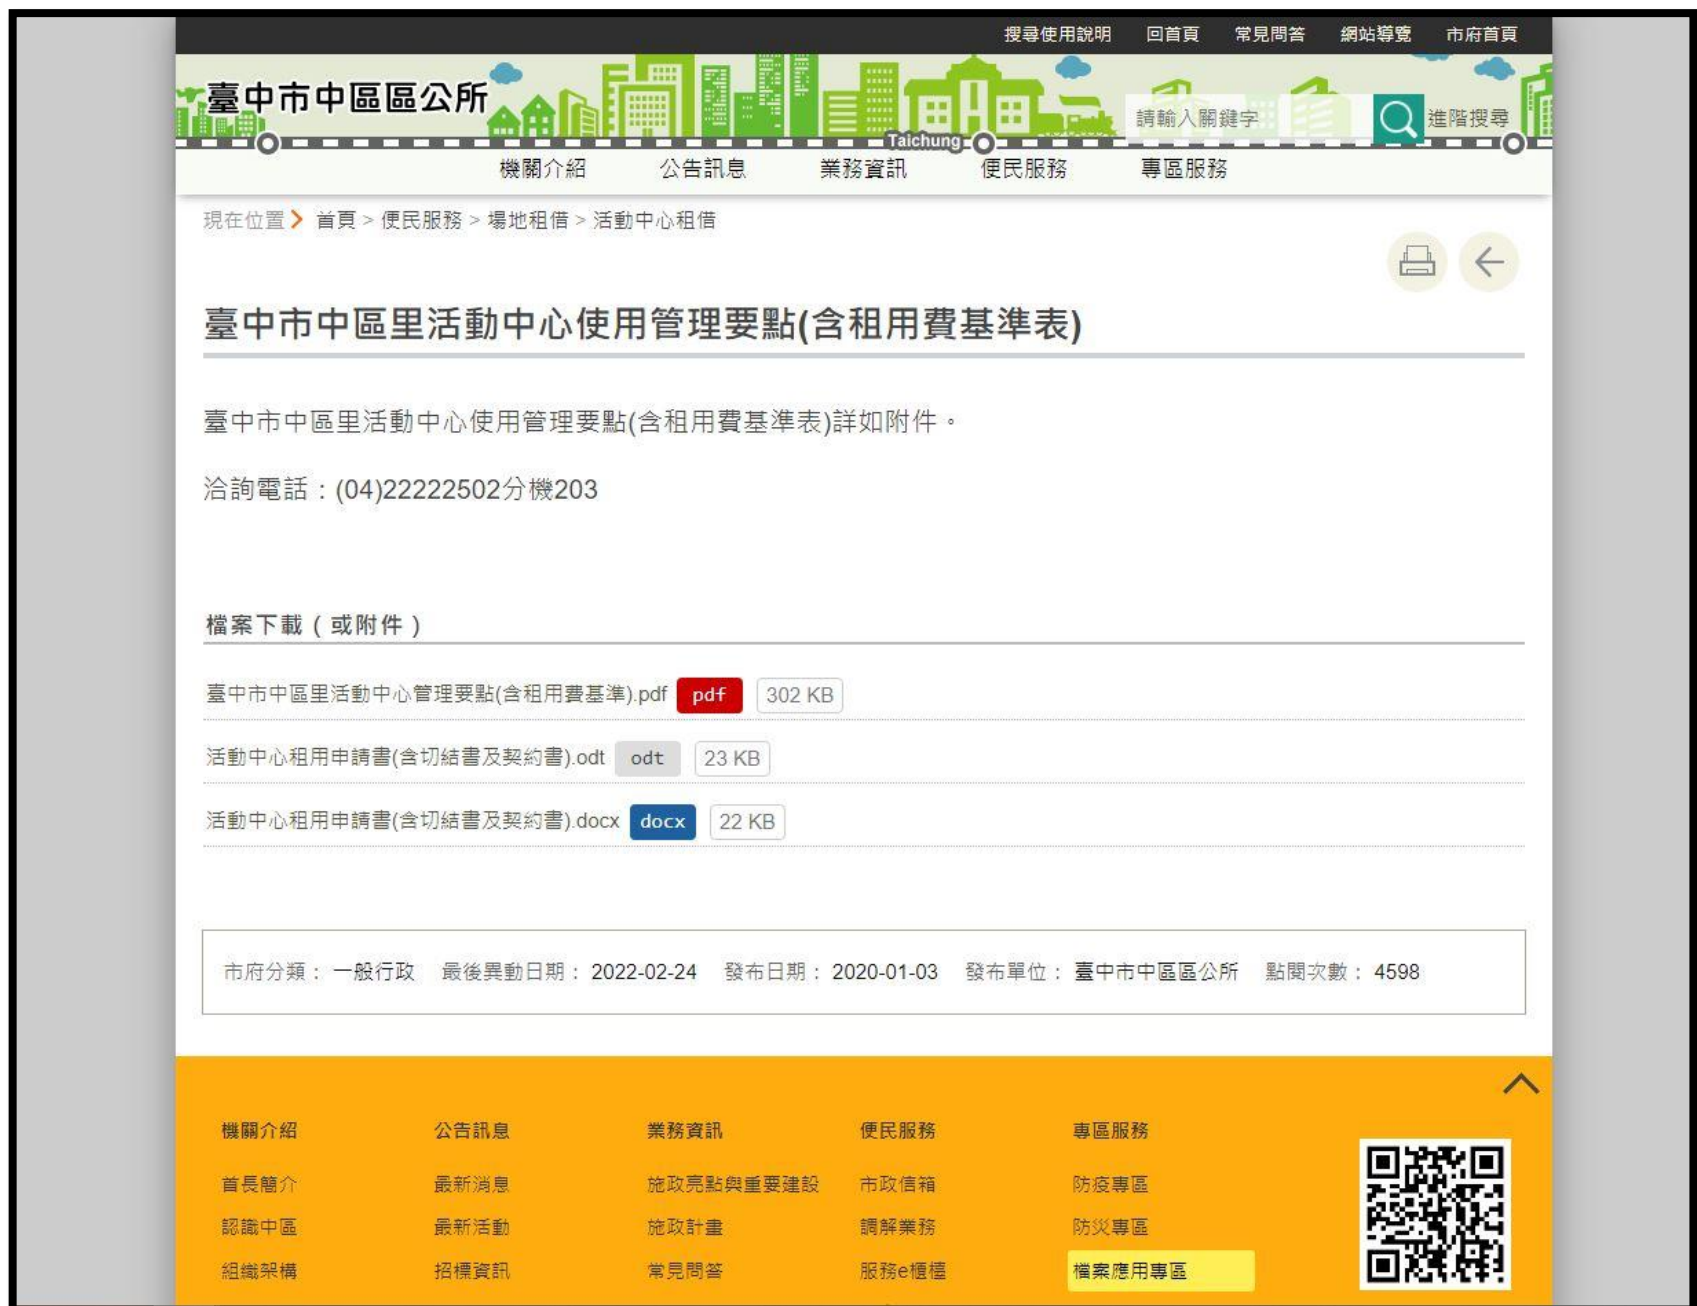 搜尋使用說明 回首頁 常見問答 網站導覽 市府首頁
臺中市中區區公所
請輸入關鍵字 進階搜尋
Taichung
機關介紹 公告訊息 業務資訊 便民服務 專區服務
現在位置 首頁 > 便民服務 > 場地租借 > 活動中心租借
臺中市中區里活動中心使用管理要點(含租用費基準表)
臺中市中區里活動中心使用管理要點(含租用費基準表)詳如附件。
洽詢電話：(04)22222502分機203
檔案下載（或附件）
臺中市中區里活動中心管理要點(含租用費基準).pdf pdf 302 KB
活動中心租用申請書(含切結書及契約書).odt odt 23 KB
活動中心租用申請書(含切結書及契約書).docx docx 22 KB
市府分類：一般行政 最後異動日期：2022-02-24 發布日期：2020-01-03 發布單位：臺中市中區區公所 點閱次數：4598
機關介紹 公告訊息 業務資訊 便民服務 專區服務
首長簡介 最新消息 施政亮點與重要建設 市政信箱 防疫專區
認識中區 最新活動 施政計畫 調解業務 防災專區
組織架構 招標資訊 常見問答 服務e櫃檯 檔案應用專區